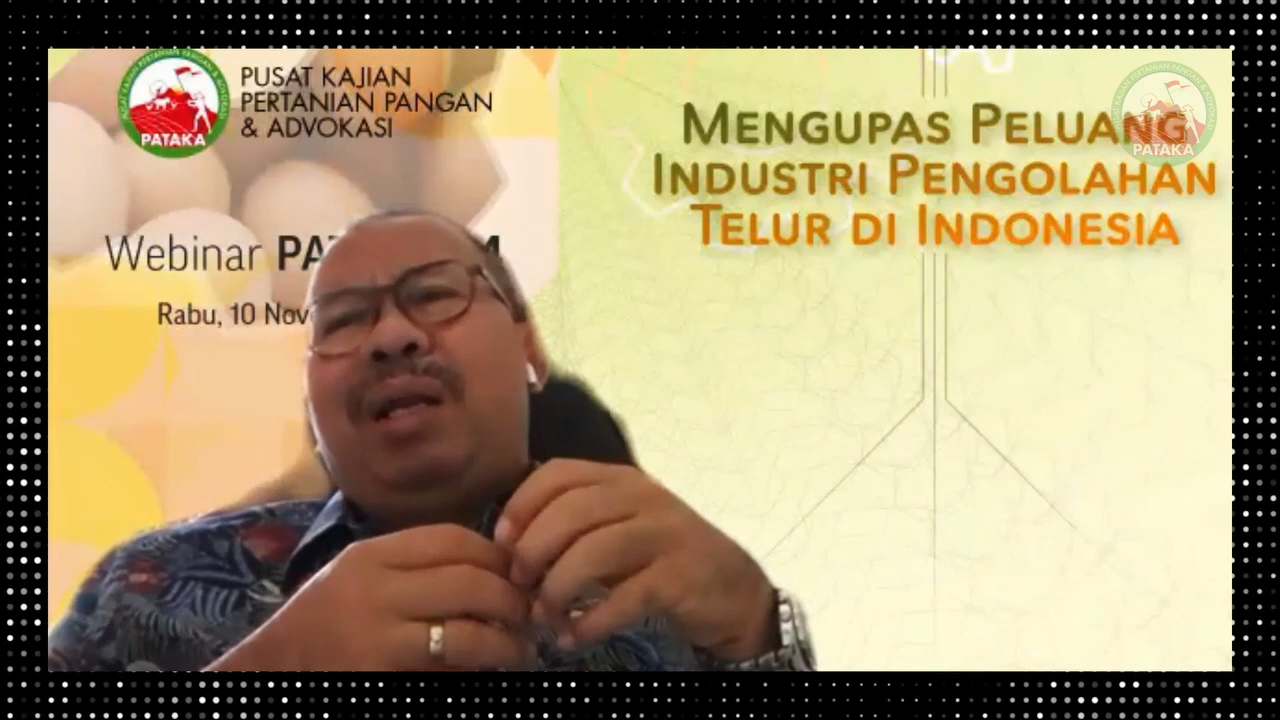 PUSAT KAJIAN
PERTANIAN PANGAN
& ADVOKASI
PATAKA
Webinar
Rabu, 10 Nov
MENGUPAS PELUANG
INDUSTRI PENGOLAHAN
TELUR DI INDONESIA
PATAKA